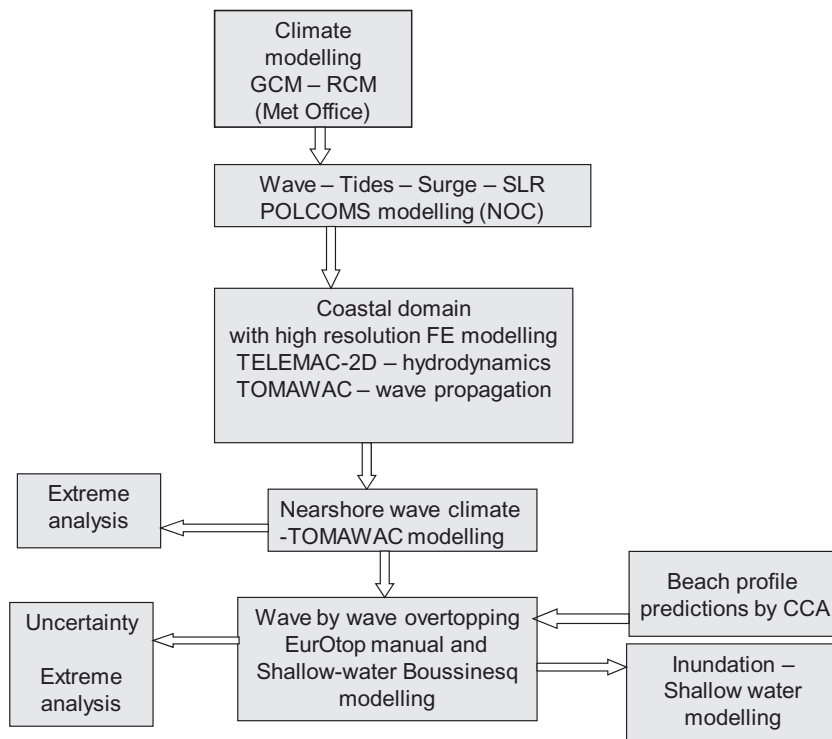 Climate
modelling
GCM – RCM
(Met Office)
Wave – Tides – Surge – SLR
POLCOMS modelling (NOC)
Coastal domain
with high resolution FE modelling
TELEMAC-2D – hydrodynamics
TOMAWAC – wave propagation
Extreme
analysis
Nearshore wave climate
-TOMAWAC modelling
Beach profile
predictions by CCA
Uncertainty
Extreme
analysis
Wave by wave overtopping
EurOtop manual and
Shallow-water Boussinesq
modelling
Inundation –
Shallow water
modelling